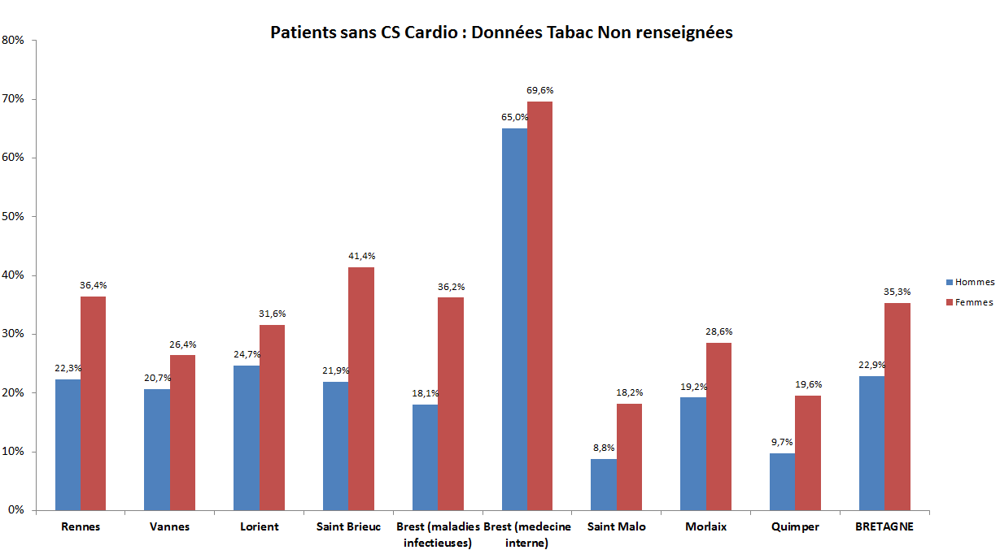 Patients sans CS Cardio : Données Tabac Non renseignées
80%
70%
60%
50%
40%
30%
20%
10%
0%
22,3%
36,4%
20,7%
26,4%
24,7%
31,6%
21,9%
41,4%
18,1%
36,2%
65,0%
69,6%
8,8%
18,2%
19,2%
28,6%
9,7%
19,6%
22,9%
35,3%
Hommes
Femmes
Rennes
Vannes
Lorient
Saint Brieuc
Brest (maladies
infectieuses)
Brest (medecine
interne)
Saint Malo
Morlaix
Quimper
BRETAGNE